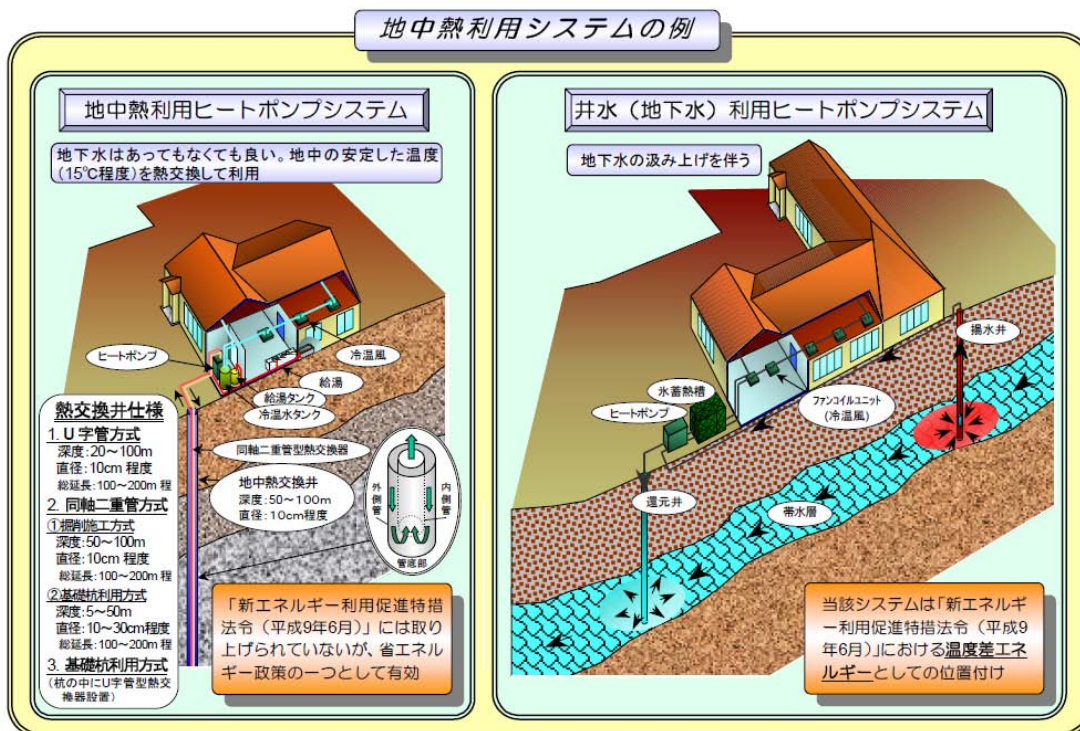 地中熱利用システムの例
地中熱利用ヒートポンプシステム
地下水はあってもなくても良い。地中の安定した温度
(15℃程度)を熱交換して利用
ヒートポンプ
冷温風
給湯
給湯タンク
冷温水タンク
熱交換井仕様
1. U字管方式
深度:20～100m
直径:10cm 程度
総延長:100～200m 程
2. 同軸二重管方式
①掘削施工方式
深度:50～100m
直径:10cm 程度
総延長:100～200m 程
②基礎杭利用方式
深度:5～50m
直径:10～30cm程度
総延長:100～200m 程
3. 基礎杭利用方式
(杭の中にU字管型熱交
換器設置)
同軸二重管型熱交換器
地中熱交換井
深度:50～100m
直径:10cm程度
外側管
内側管
管底部
「新エネルギー利用促進特措
法令（平成9年6月）」には取り
上げられていないが、省エネル
ギー政策の一つとして有効
井水（地下水）利用ヒートポンプシステム
地下水の汲み上げを伴う
揚水井
氷蓄熱槽
ヒートポンプ
ファンコイルユニット
(冷温風)
還元井
帯水層
当該システムは「新エネルギ
ー利用促進特措法令（平成9
年6月）」における温度差エネ
ルギーとしての位置付け